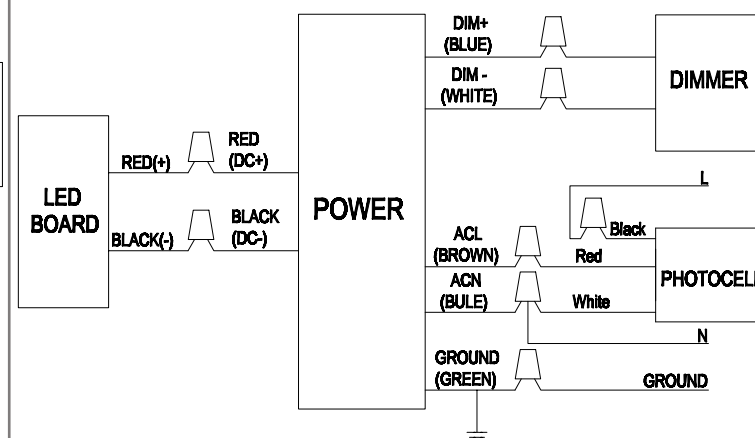 DIM+
(BLUE)
DIM -
(WHITE)
DIMMER
RED(+)
RED
(DC+)
LED
BOARD
POWER
BLACK(-)
BLACK
(DC-)
L
Black
ACL
(BROWN)
Red
ACN
(BULE)
White
PHOTOCELL
N
GROUND
(GREEN)
GROUND